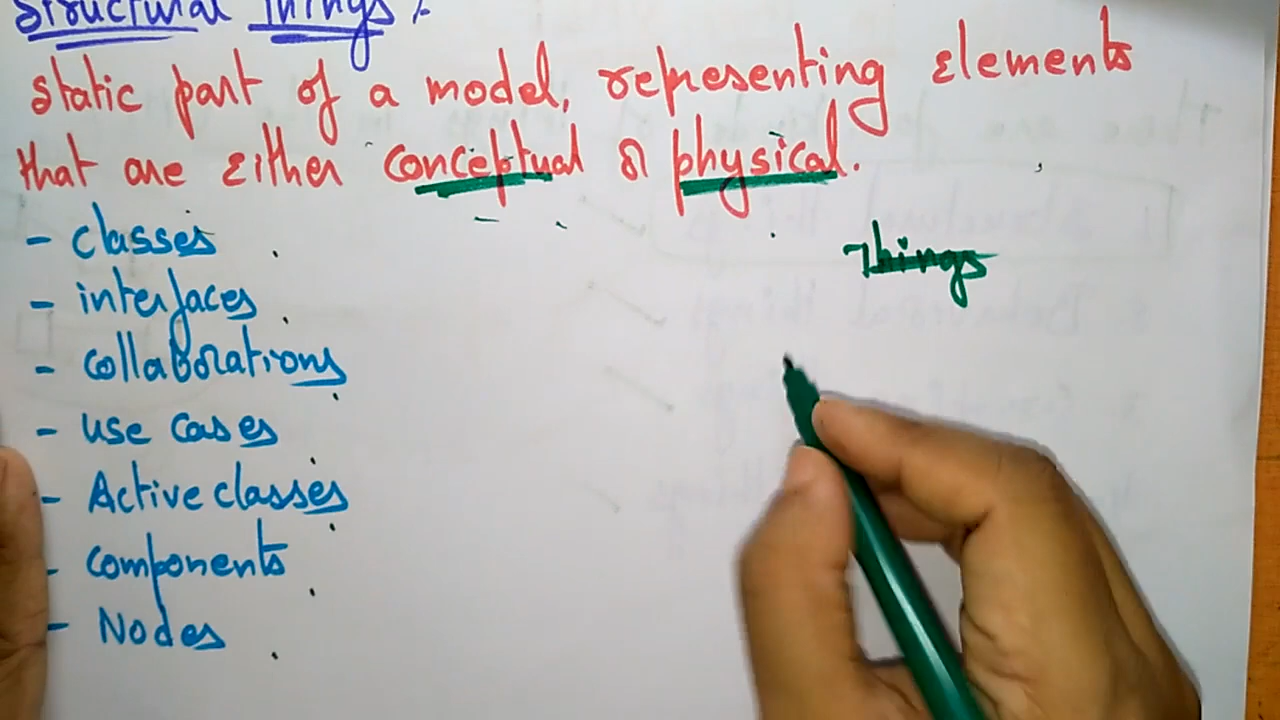 Structural Things :-
static part of a model, representing elements
that are either conceptual or physical.
- classes
- interfaces
- collaborations
- use cases
- Active classes
- components
- Nodes
Things